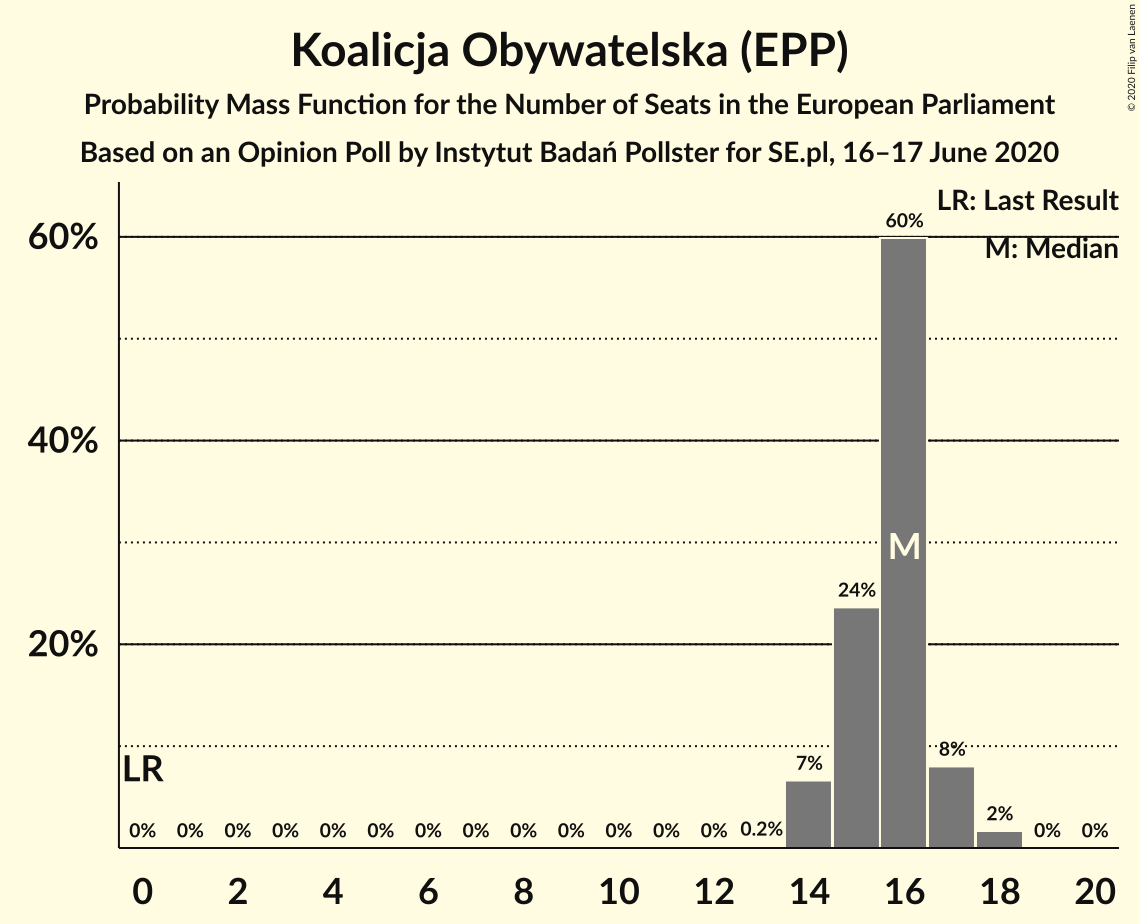 Koalicja Obywatelska (EPP)
Probability Mass Function for the Number of Seats in the European Parliament
Based on an Opinion Poll by Instytut Badań Pollster for SE.pl, 16–17 June 2020
© 2020 Filip van Laenen
LR: Last Result
M: Median
60%
40%
20%
LR
0% 0% 0% 0% 0% 0% 0% 0% 0% 0% 0% 0% 0% 0.2% 7% 24% 60% 8% 2% 0% 0%
M
0 2 4 6 8 10 12 14 16 18 20